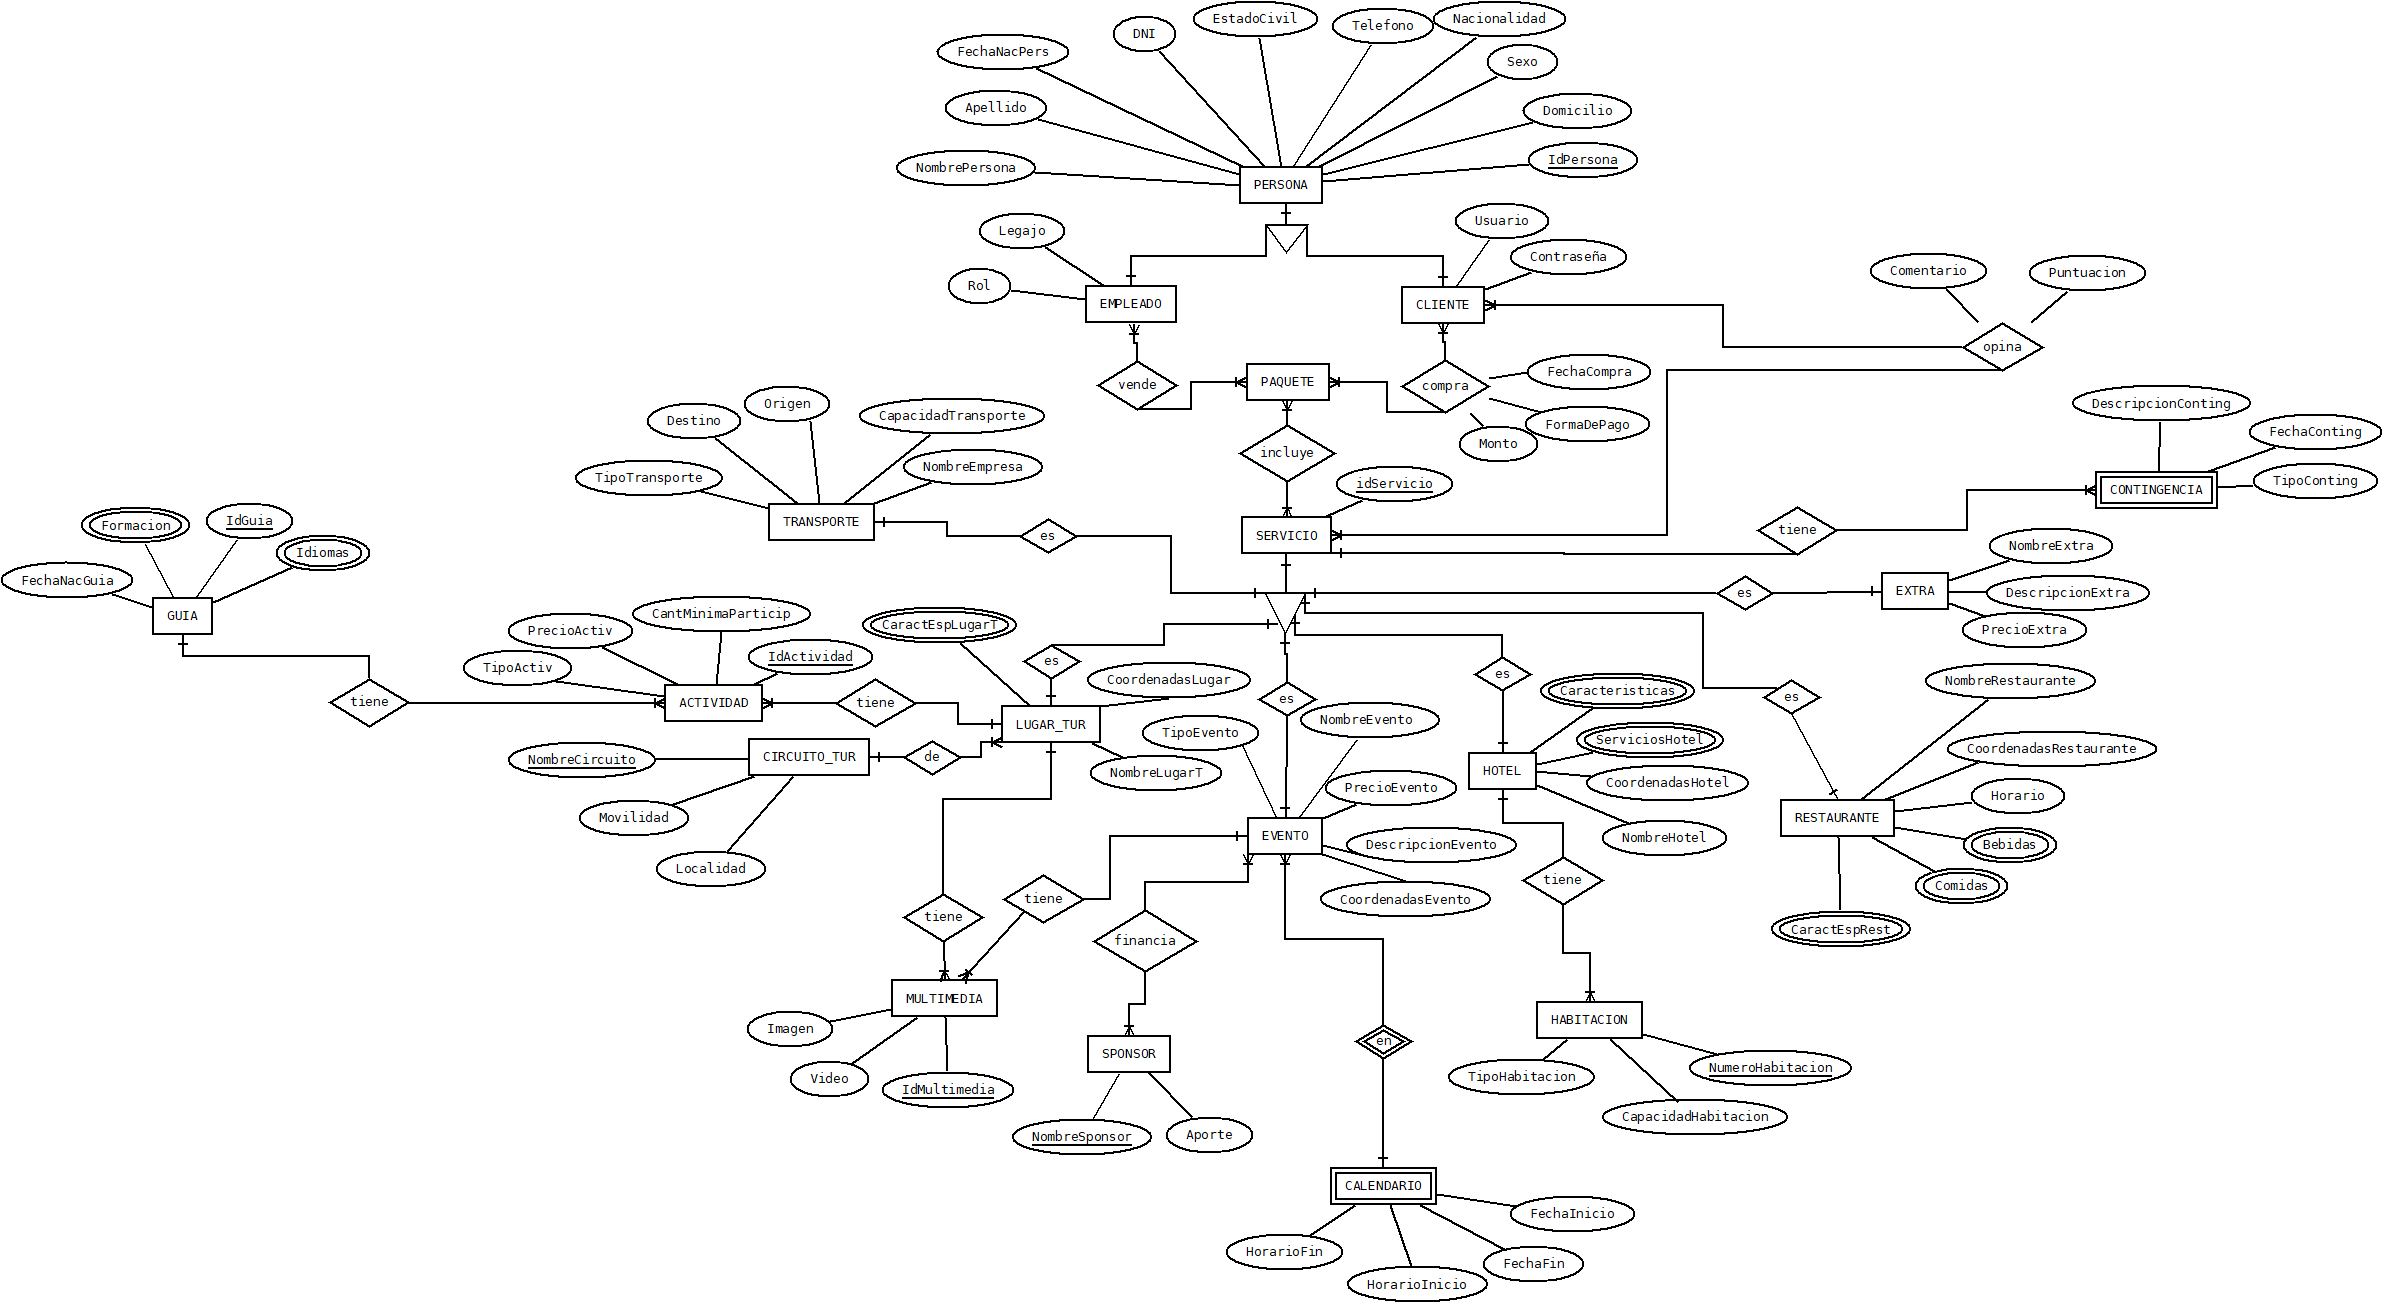 EstadoCivil
Nacionalidad
Telefono
DNI
FechaNacPers
Sexo
Apellido
Domicilio
NombrePersona
IdPersona
PERSONA
Usuario
Legajo
Contraseña
Comentario
Puntuacion
Rol
EMPLEADO
CLIENTE
opina
FechaCompra
vende
PAQUETE
compra
Origen
DescripcionConting
CapacidadTransporte
Destino
FormaDePago
FechaConting
Monto
incluye
NombreEmpresa
TipoTransporte
idServicio
TipoConting
CONTINGENCIA
Formacion
IdGuia
TRANSPORTE
SERVICIO
tiene
es
NombreExtra
Idiomas
FechaNacGuia
EXTRA
es
DescripcionExtra
GUIA
CantMinimaParticip
CaractEspLugarT
PrecioActiv
PrecioExtra
IdActividad
es
TipoActiv
es
CoordenadasLugar
NombreRestaurante
Caracteristicas
es
es
tiene
ACTIVIDAD
tiene
LUGAR_TUR
NombreEvento
TipoEvento
ServiciosHotel
CoordenadasRestaurante
NombreCircuito
CIRCUITO_TUR
de
HOTEL
NombreLugarT
CoordenadasHotel
PrecioEvento
Horario
Movilidad
RESTAURANTE
EVENTO
NombreHotel
DescripcionEvento
Bebidas
Localidad
tiene
Comidas
tiene
CoordenadasEvento
tiene
CaractEspRest
financia
MULTIMEDIA
HABITACION
Imagen
en
SPONSOR
NumeroHabitacion
Video
TipoHabitacion
IdMultimedia
CapacidadHabitacion
NombreSponsor
Aporte
CALENDARIO
FechaInicio
HorarioFin
FechaFin
HorarioInicio